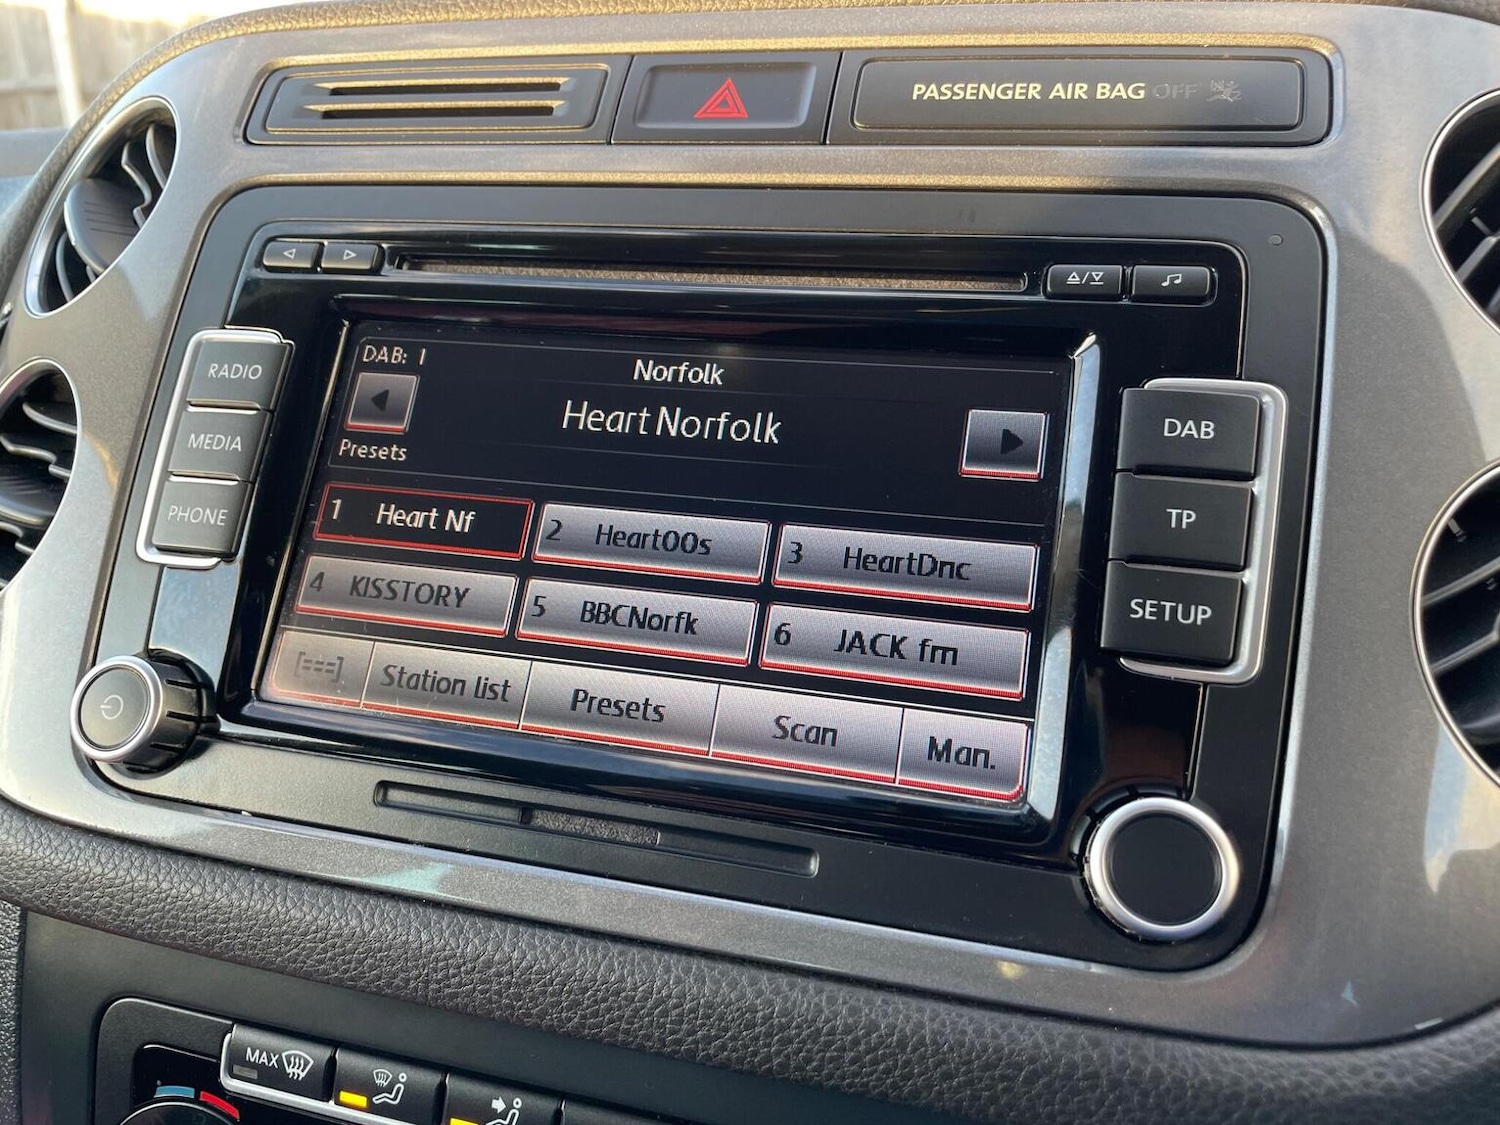 PASSENGER AIR BAG OFF
RADIO
MEDIA
PHONE
DAB: 1
Norfolk
Heart Norfolk
Presets
1 Heart Nf
2 Heart00s
3 HeartDnc
4 KISSTORY
5 BBCNorfk
6 JACK fm
Station list
Presets
Scan
Man.
DAB
TP
SETUP
MAX